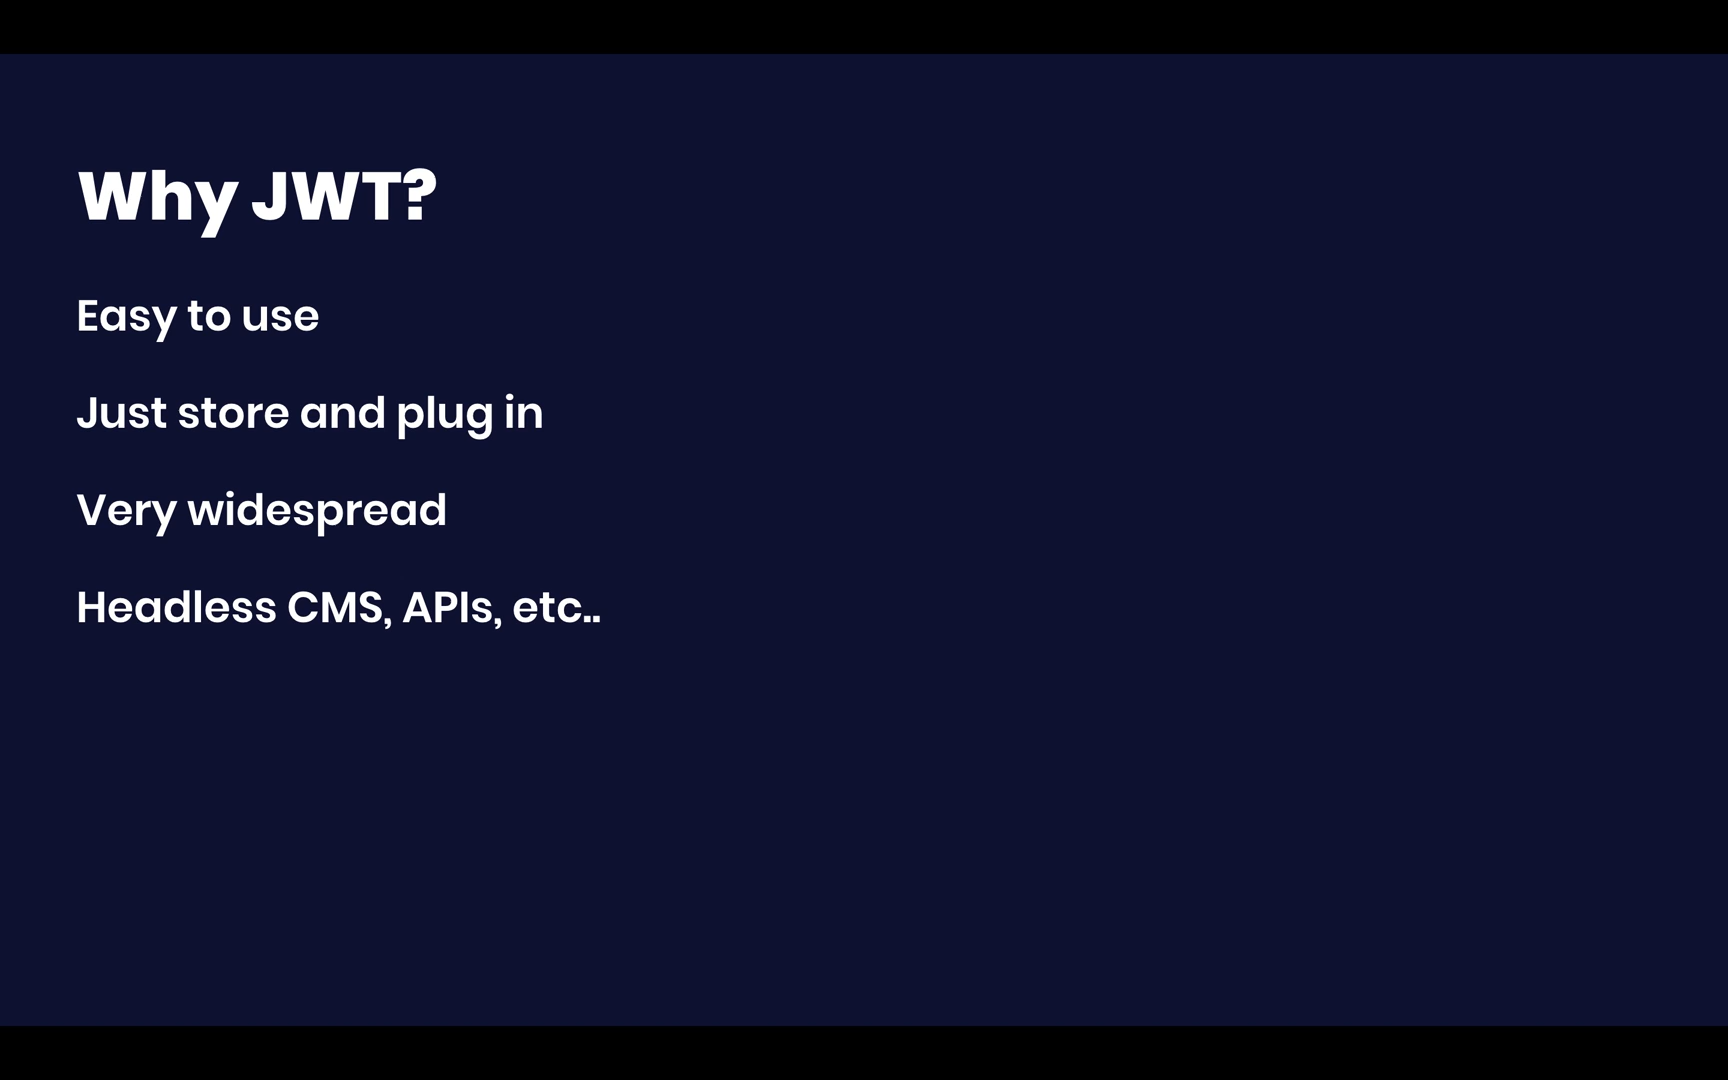 Why JWT?
Easy to use
Just store and plug in
Very widespread
Headless CMS, APIs, etc..